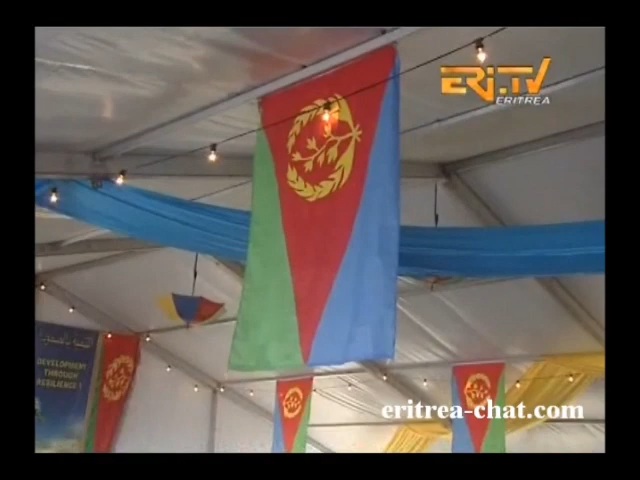 ERi.TV
ERITREA
DEVELOPMENT
THROUGH
RESILIENCE !
eritrea-chat.com